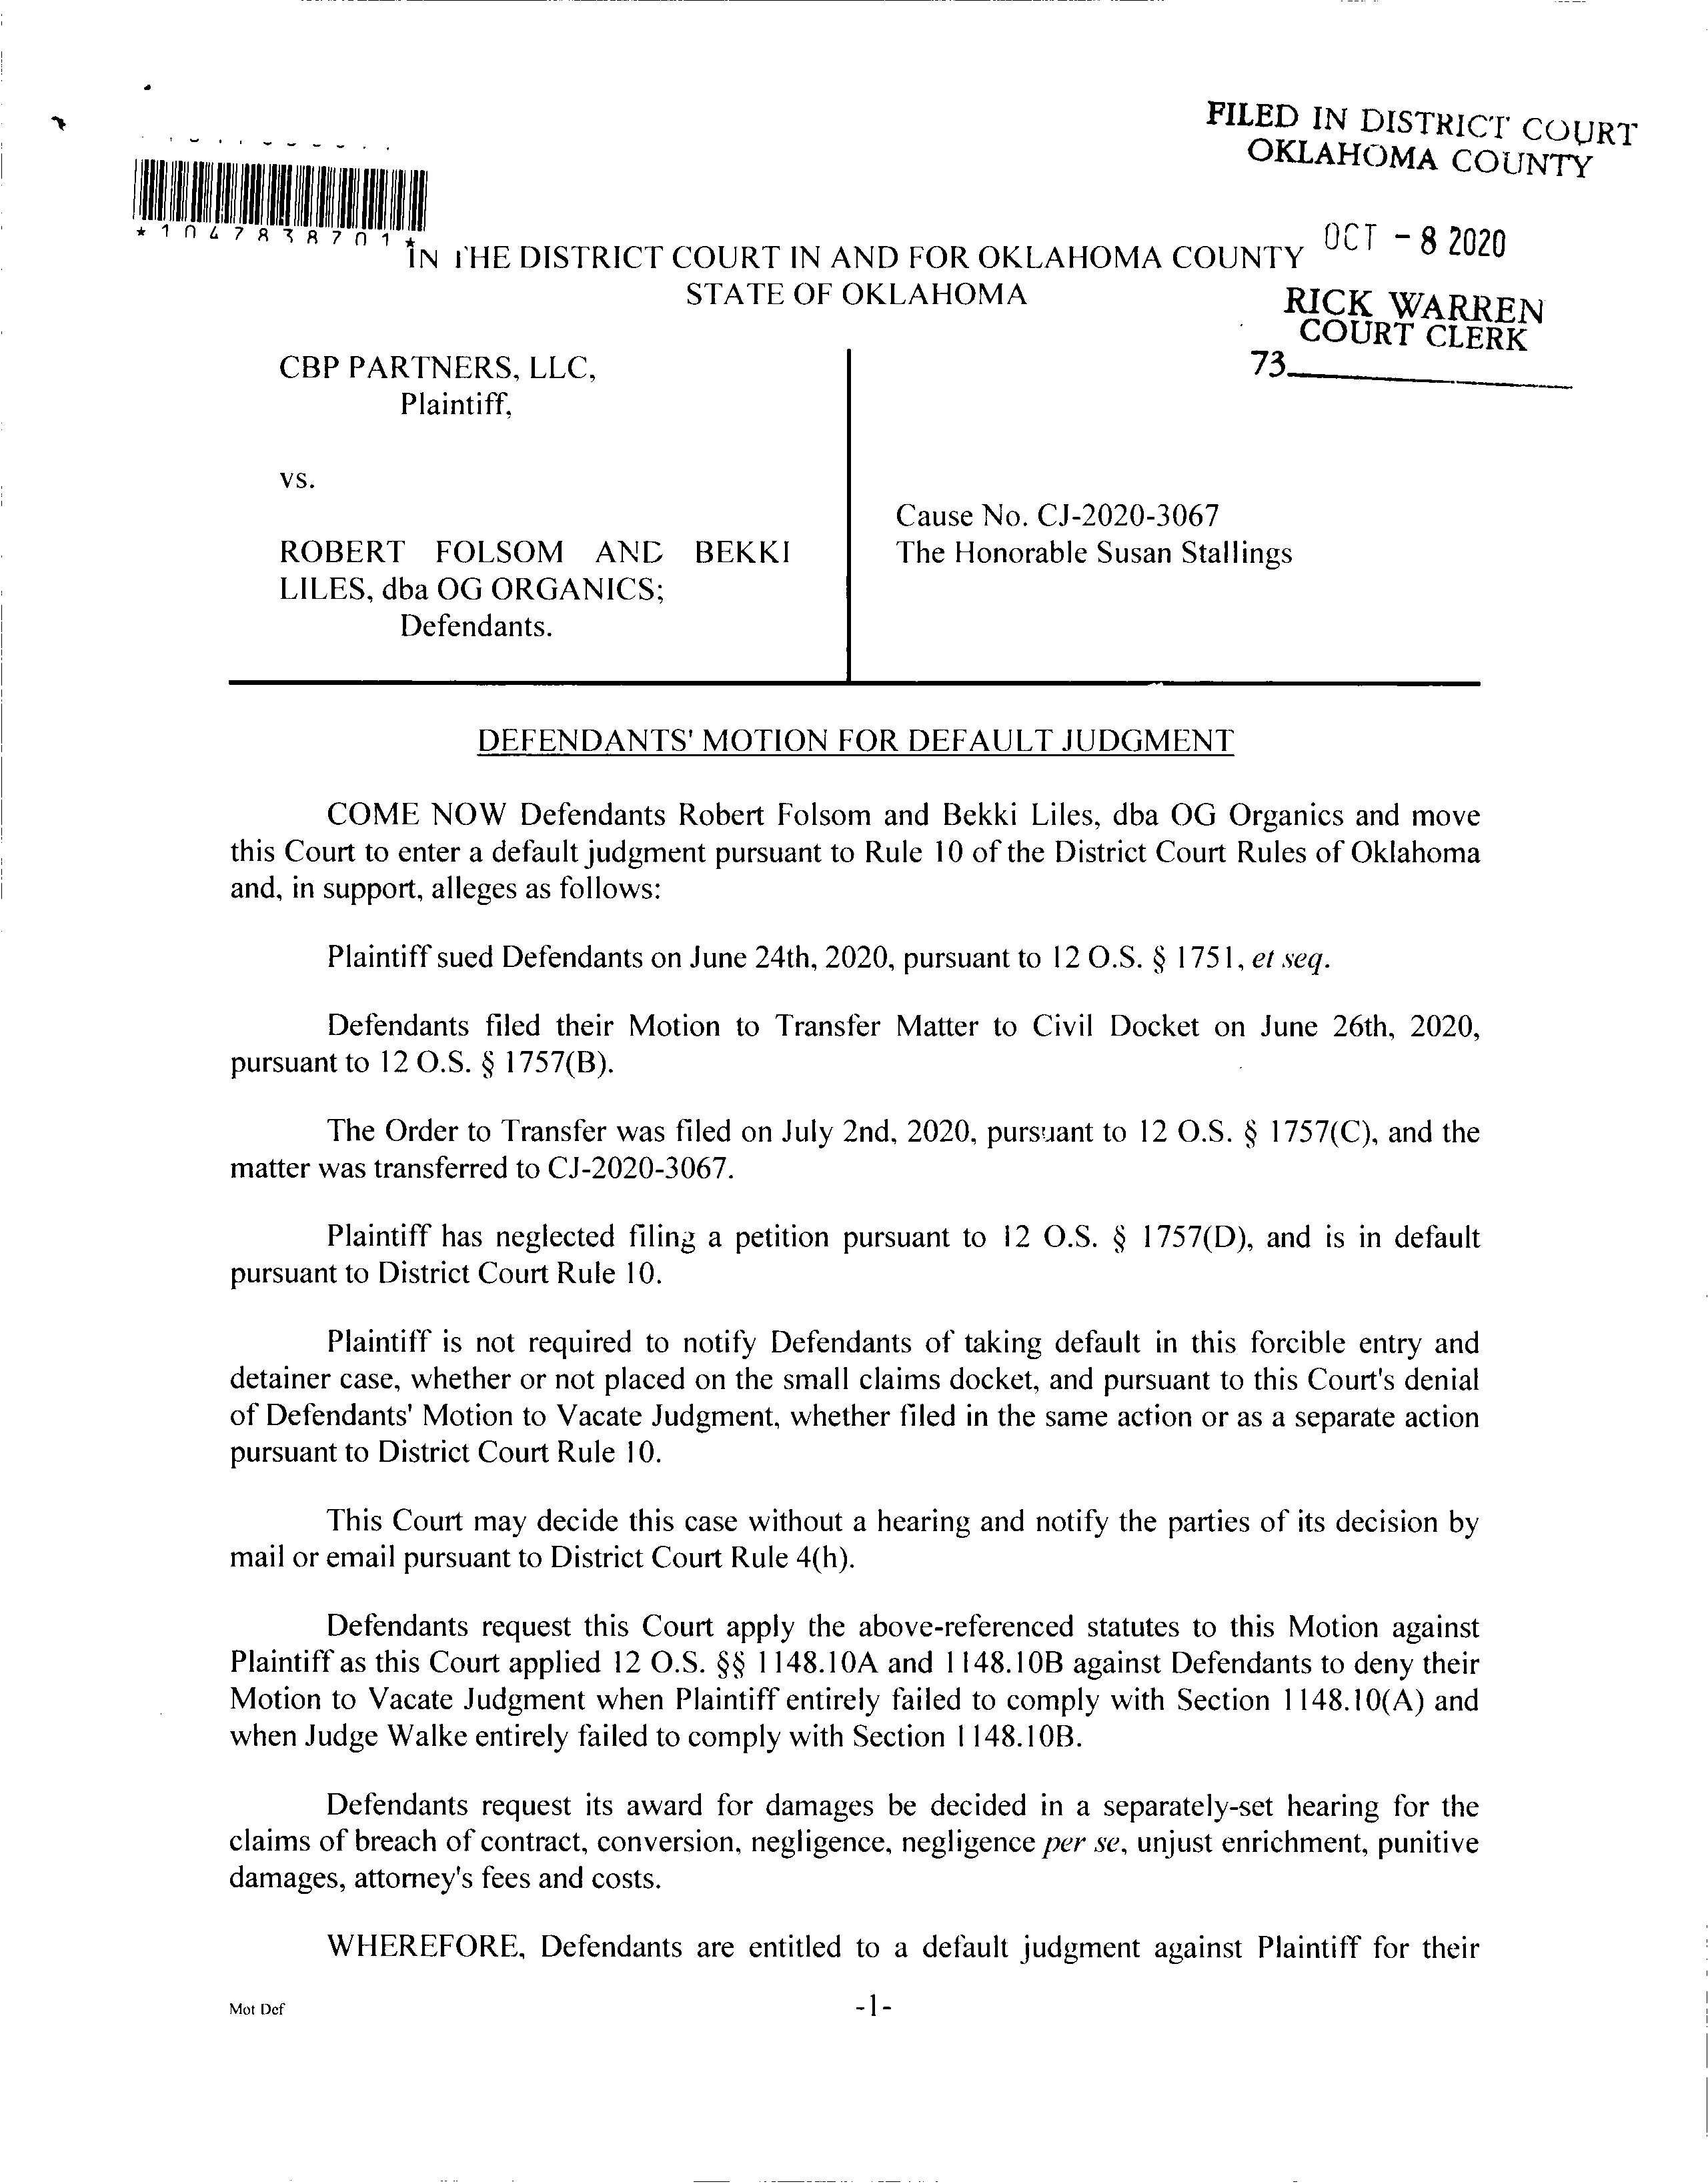 FILED IN DISTRICT COURT
OKLAHOMA COUNTY
*1047838701*
OCT - 8 2020
IN THE DISTRICT COURT IN AND FOR OKLAHOMA COUNTY
STATE OF OKLAHOMA
RICK WARREN
COURT CLERK
73
CBP PARTNERS, LLC,
Plaintiff,
vs.
Cause No. CJ-2020-3067
ROBERT FOLSOM AND BEKKI
The Honorable Susan Stallings
LILES, dba OG ORGANICS;
Defendants.
DEFENDANTS' MOTION FOR DEFAULT JUDGMENT
COME NOW Defendants Robert Folsom and Bekki Liles, dba OG Organics and move
this Court to enter a default judgment pursuant to Rule 10 of the District Court Rules of Oklahoma
and, in support, alleges as follows:
Plaintiff sued Defendants on June 24th, 2020, pursuant to 12 O.S. § 1751, et seq.
Defendants filed their Motion to Transfer Matter to Civil Docket on June 26th, 2020,
pursuant to 12 O.S. § 1757(B).
The Order to Transfer was filed on July 2nd, 2020, pursuant to 12 O.S. § 1757(C), and the
matter was transferred to CJ-2020-3067.
Plaintiff has neglected filing a petition pursuant to 12 O.S. § 1757(D), and is in default
pursuant to District Court Rule 10.
Plaintiff is not required to notify Defendants of taking default in this forcible entry and
detainer case, whether or not placed on the small claims docket, and pursuant to this Court's denial
of Defendants' Motion to Vacate Judgment, whether filed in the same action or as a separate action
pursuant to District Court Rule 10.
This Court may decide this case without a hearing and notify the parties of its decision by
mail or email pursuant to District Court Rule 4(h).
Defendants request this Court apply the above-referenced statutes to this Motion against
Plaintiff as this Court applied 12 O.S. §§ 1148.10A and 1148.10B against Defendants to deny their
Motion to Vacate Judgment when Plaintiff entirely failed to comply with Section 1148.10(A) and
when Judge Walke entirely failed to comply with Section 1148.10B.
Defendants request its award for damages be decided in a separately-set hearing for the
claims of breach of contract, conversion, negligence, negligence per se, unjust enrichment, punitive
damages, attorney's fees and costs.
WHEREFORE, Defendants are entitled to a default judgment against Plaintiff for their
Mot Def
-1-